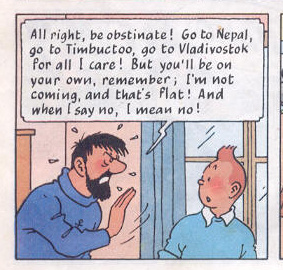 All right, be obstinate! Go to Nepal,
go to Timbuctoo, go to Vladivostok
for all I care! But you'll be on
your own, remember; I'm not
coming, and that's flat! And
when I say no, I mean no!